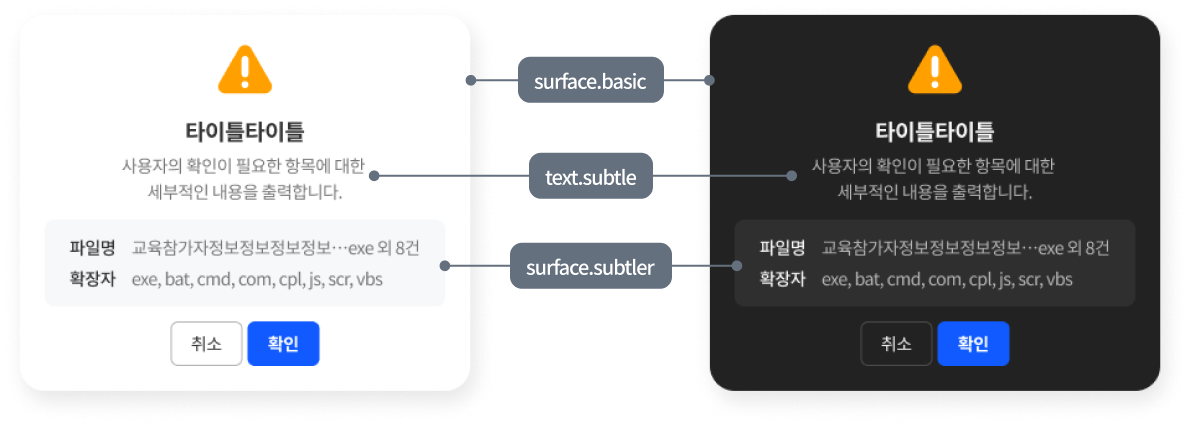 타이틀타이틀
사용자의 확인이 필요한 항목에 대한
세부적인 내용을 출력합니다.
파일명 교육참가자정보정보정보정보…exe 외 8건
확장자 exe, bat, cmd, com, cpl, js, scr, vbs
취소 확인
surface.basic
text.subtle
surface.subtler
타이틀타이틀
사용자의 확인이 필요한 항목에 대한
세부적인 내용을 출력합니다.
파일명 교육참가자정보정보정보정보…exe 외 8건
확장자 exe, bat, cmd, com, cpl, js, scr, vbs
취소 확인